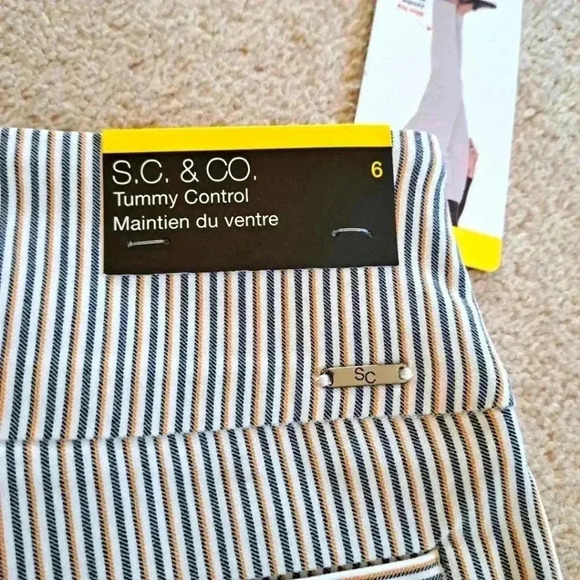 S.C. & CO.
6
Tummy Control
Maintien du ventre
SC